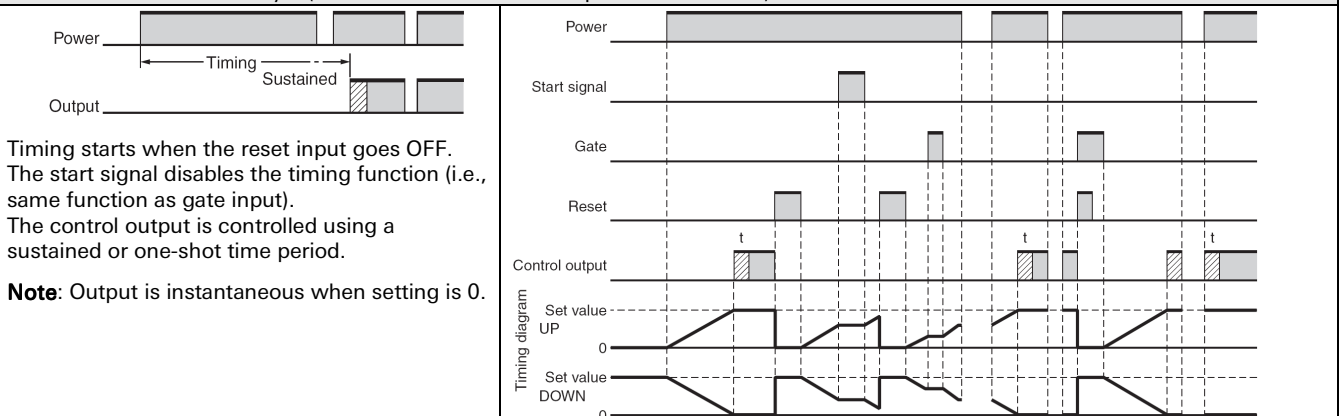 Power
Timing
Sustained
Output
Timing starts when the reset input goes OFF.
The start signal disables the timing function (i.e.,
same function as gate input).
The control output is controlled using a
sustained or one-shot time period.
Note: Output is instantaneous when setting is 0.
Power
Start signal
Gate
Reset
t
t
t
Control output
Timing diagram
Set value
UP
0
Set value
DOWN
0